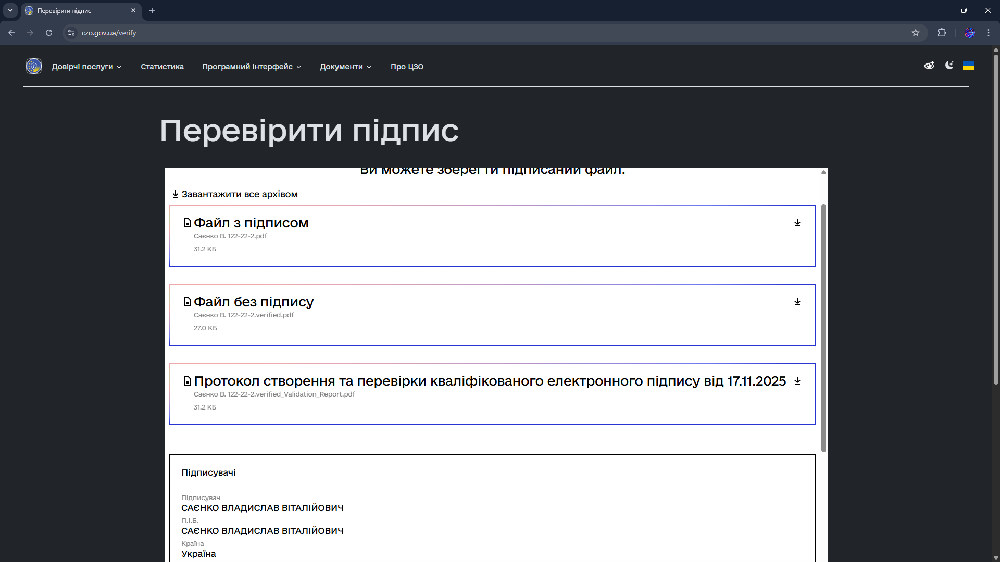 Перевірити підпис
czo.gov.ua/verify
Довірчі послуги
Статистика
Програмний інтерфейс
Документи
Про ЦЗО
Перевірити підпис
Ви можете зберегти підписаний файл.
Завантажити все архівом
Файл з підписом
Саєнко В. 122-22-2.pdf
31.2 КБ
Файл без підпису
Саєнко В. 122-22-2.verified.pdf
27.0 КБ
Протокол створення та перевірки кваліфікованого електронного підпису від 17.11.2025
Саєнко В. 122-22-2.verified_Validation_Report.pdf
31.2 КБ
Підписувачі
Підписувач
САЄНКО ВЛАДИСЛАВ ВІТАЛІЙОВИЧ
П.І.Б.
САЄНКО ВЛАДИСЛАВ ВІТАЛІЙОВИЧ
Країна
Україна